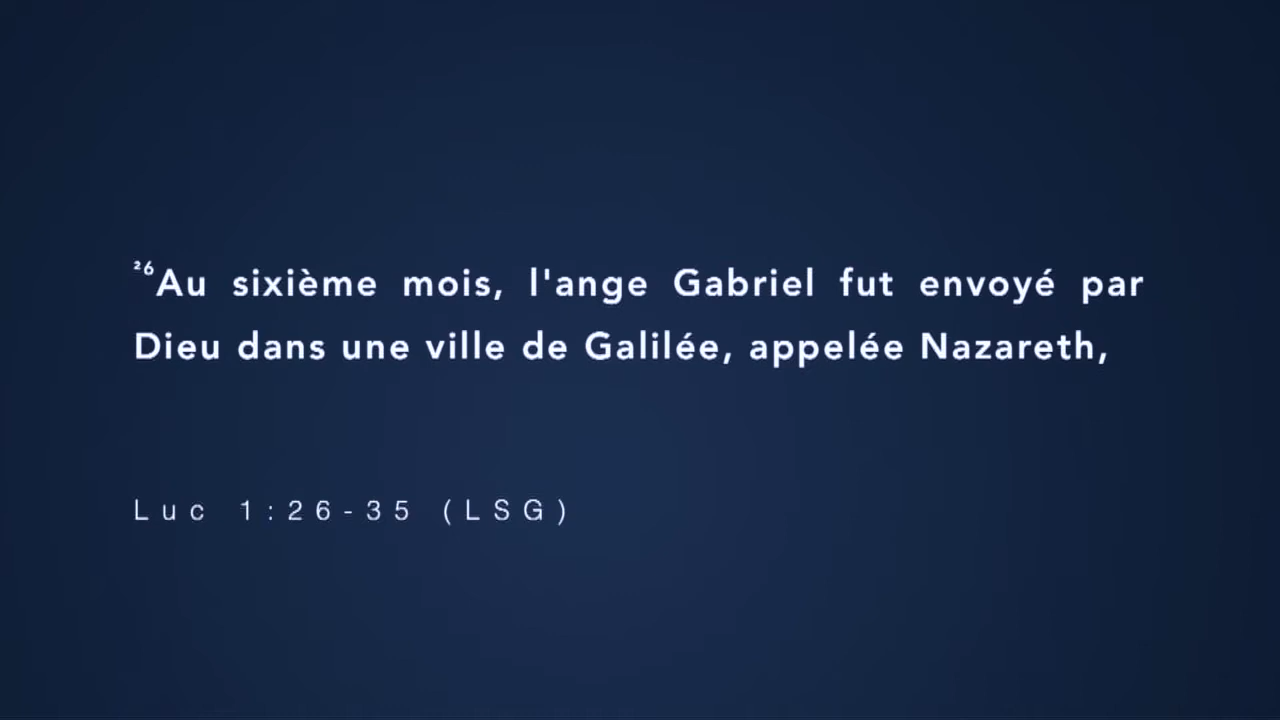 ²⁶Au sixième mois, l'ange Gabriel fut envoyé par
Dieu dans une ville de Galilée, appelée Nazareth,
Luc 1:26-35 (LSG)